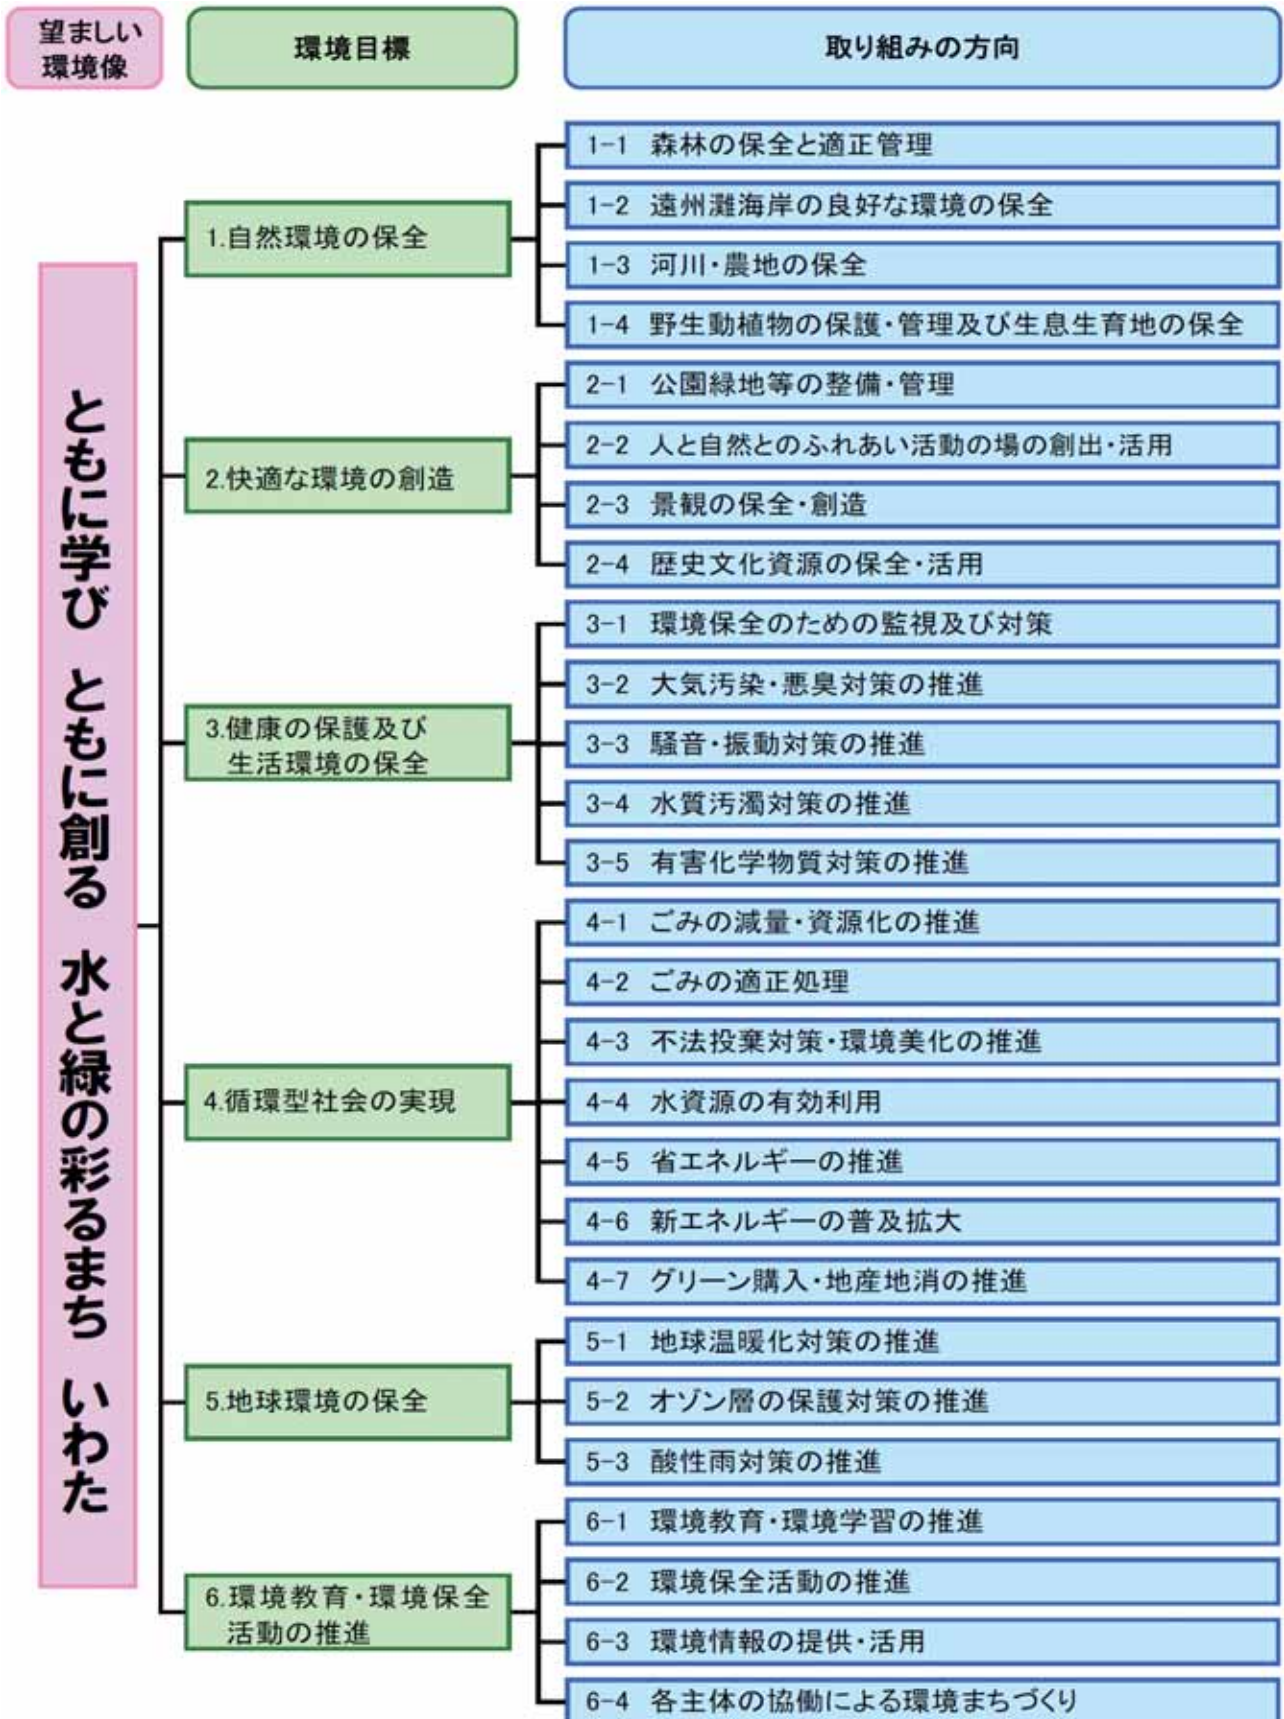 望ましい
環境像
環境目標
取り組みの方向
ともに学び ともに創る 水と緑の彩るまち いわた
1.自然環境の保全
1-1 森林の保全と適正管理
1-2 遠州灘海岸の良好な環境の保全
1-3 河川・農地の保全
1-4 野生動植物の保護・管理及び生息生育地の保全
2.快適な環境の創造
2-1 公園緑地等の整備・管理
2-2 人と自然とのふれあい活動の場の創出・活用
2-3 景観の保全・創造
2-4 歴史文化資源の保全・活用
3.健康の保護及び
生活環境の保全
3-1 環境保全のための監視及び対策
3-2 大気汚染・悪臭対策の推進
3-3 騒音・振動対策の推進
3-4 水質汚濁対策の推進
3-5 有害化学物質対策の推進
4.循環型社会の実現
4-1 ごみの減量・資源化の推進
4-2 ごみの適正処理
4-3 不法投棄対策・環境美化の推進
4-4 水資源の有効利用
4-5 省エネルギーの推進
4-6 新エネルギーの普及拡大
4-7 グリーン購入・地産地消の推進
5.地球環境の保全
5-1 地球温暖化対策の推進
5-2 オゾン層の保護対策の推進
5-3 酸性雨対策の推進
6.環境教育・環境保全
活動の推進
6-1 環境教育・環境学習の推進
6-2 環境保全活動の推進
6-3 環境情報の提供・活用
6-4 各主体の協働による環境まちづくり